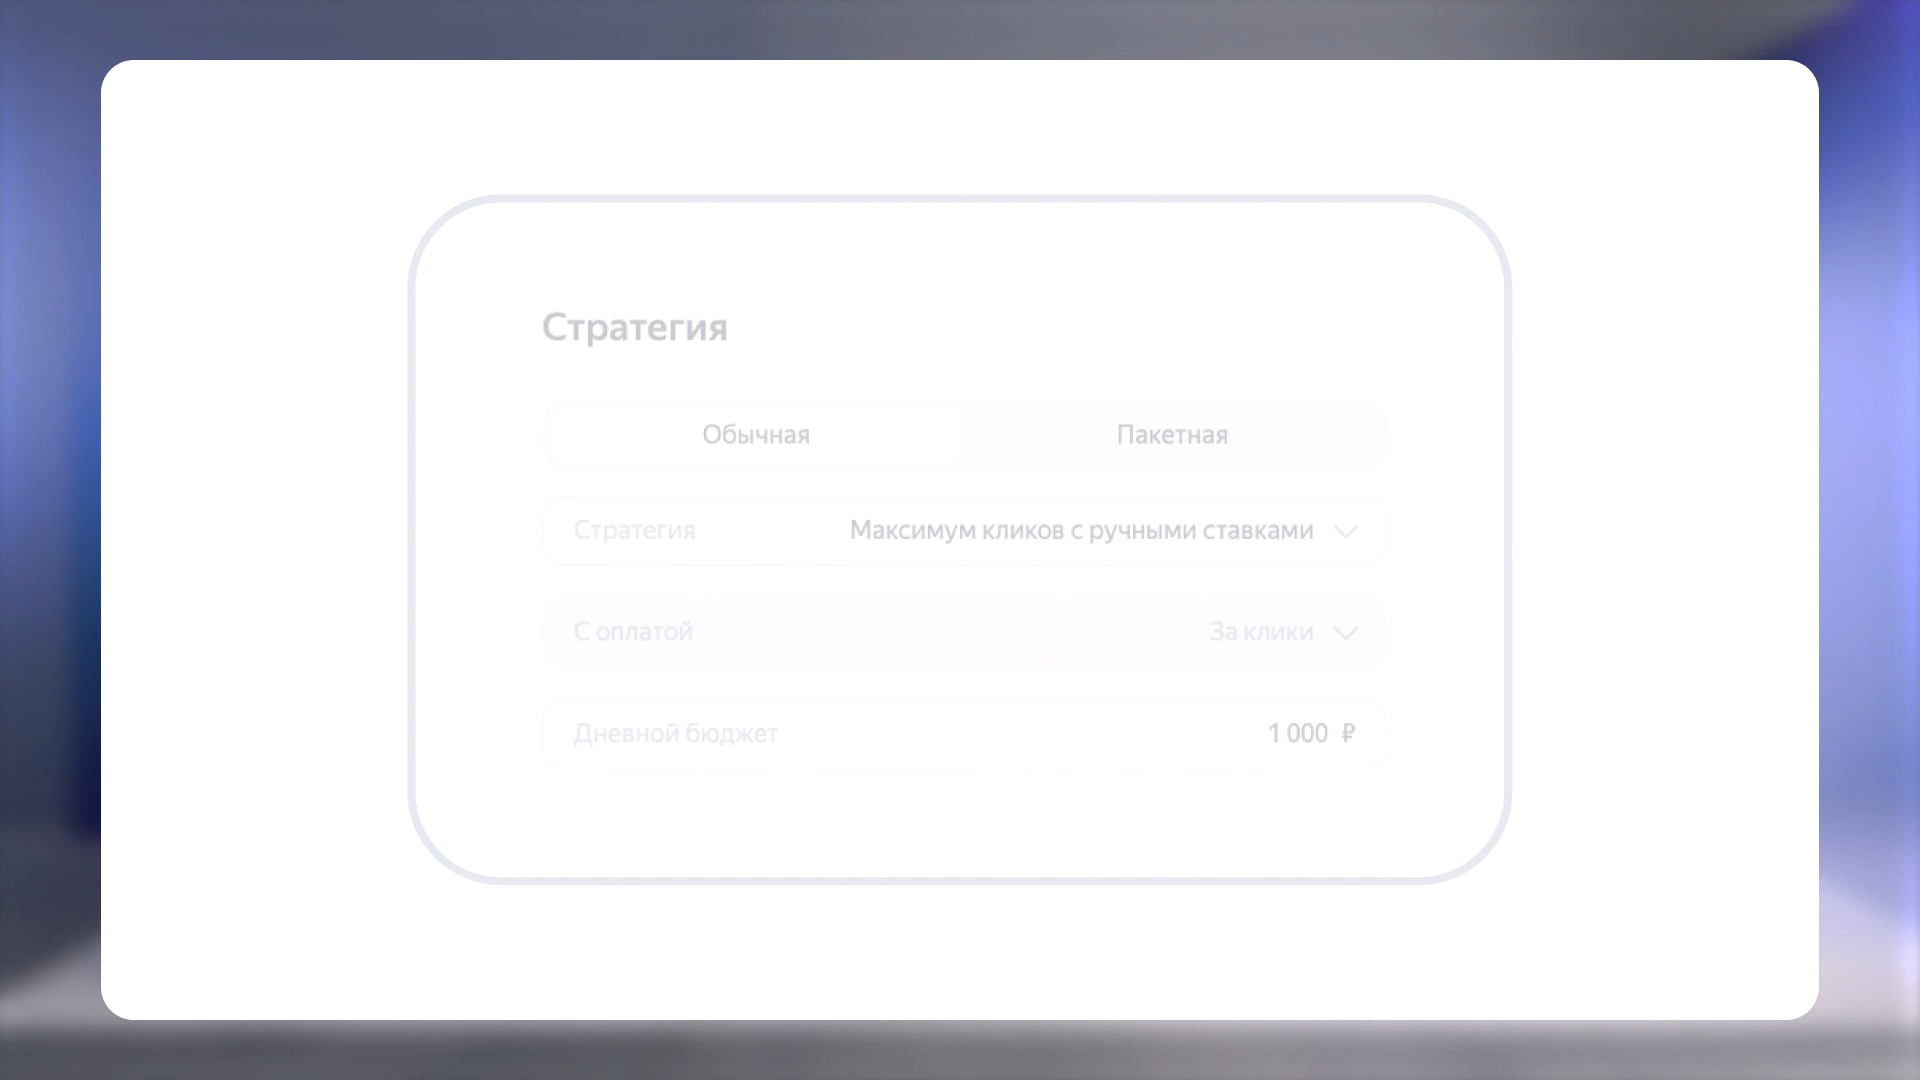 Стратегия
Обычная Пакетная
Стратегия Максимум кликов с ручными ставками
С оплатой За клики
Дневной бюджет 1 000 ₽